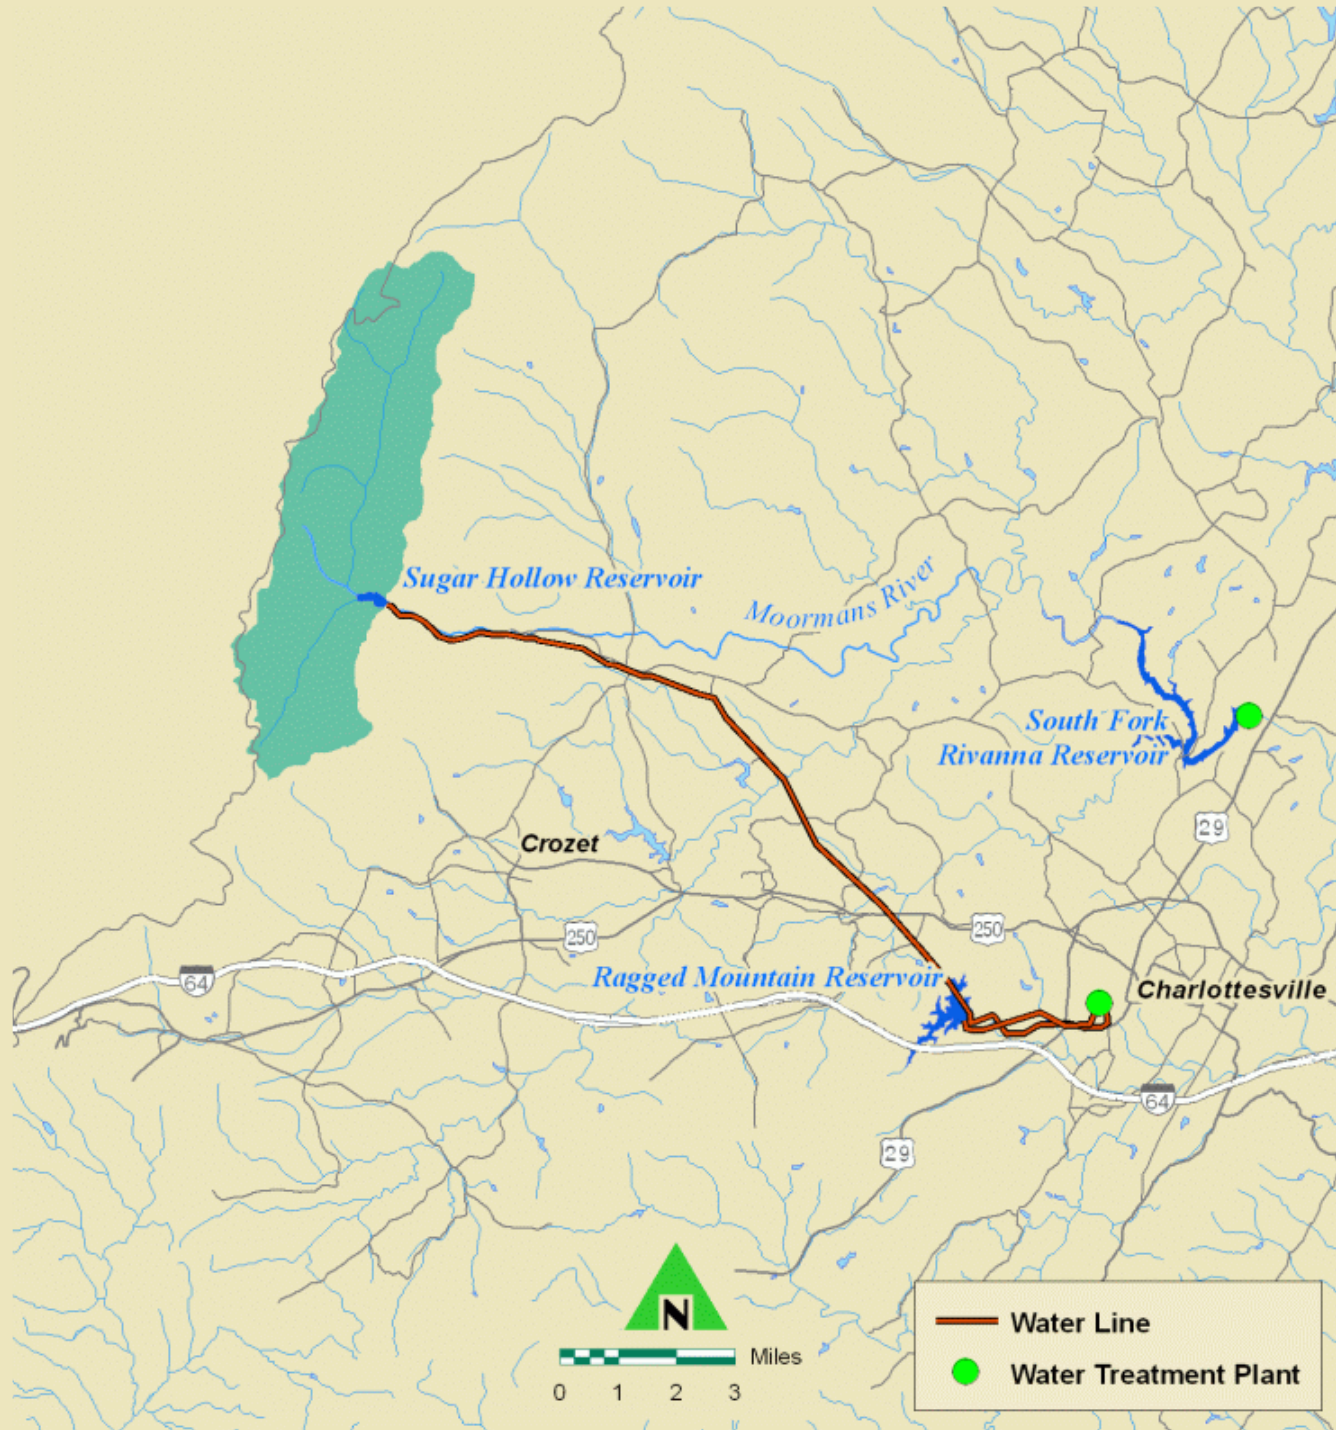 Sugar Hollow Reservoir
Moormans River
South Fork
Rivanna Reservoir
29
Crozet
250
250
Ragged Mountain Reservoir
64
Charlottesville
64
29
N
Miles
0 1 2 3
Water Line
Water Treatment Plant